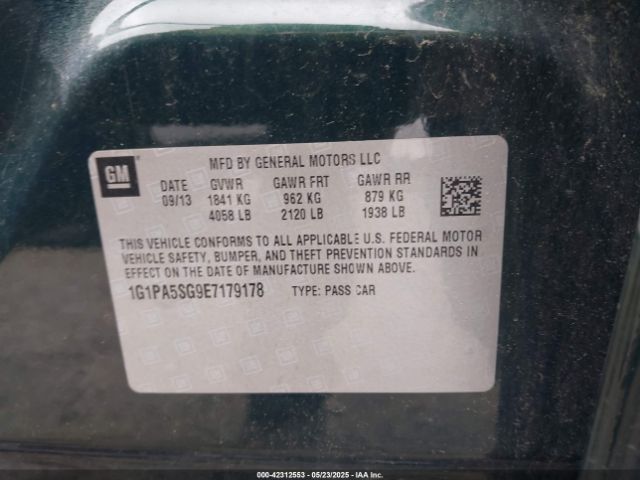 GM
MFD BY GENERAL MOTORS LLC
DATE GVWR GAWR FRT GAWR RR
09/13 1841 KG 962 KG 879 KG
4058 LB 2120 LB 1938 LB
THIS VEHICLE CONFORMS TO ALL APPLICABLE U.S. FEDERAL MOTOR
VEHICLE SAFETY, BUMPER, AND THEFT PREVENTION STANDARDS IN
EFFECT ON THE DATE OF MANUFACTURE SHOWN ABOVE.
1G1PA5SG9E7179178 TYPE: PASS CAR
000-42312553 - 05/23/2025 - IAAI.COM